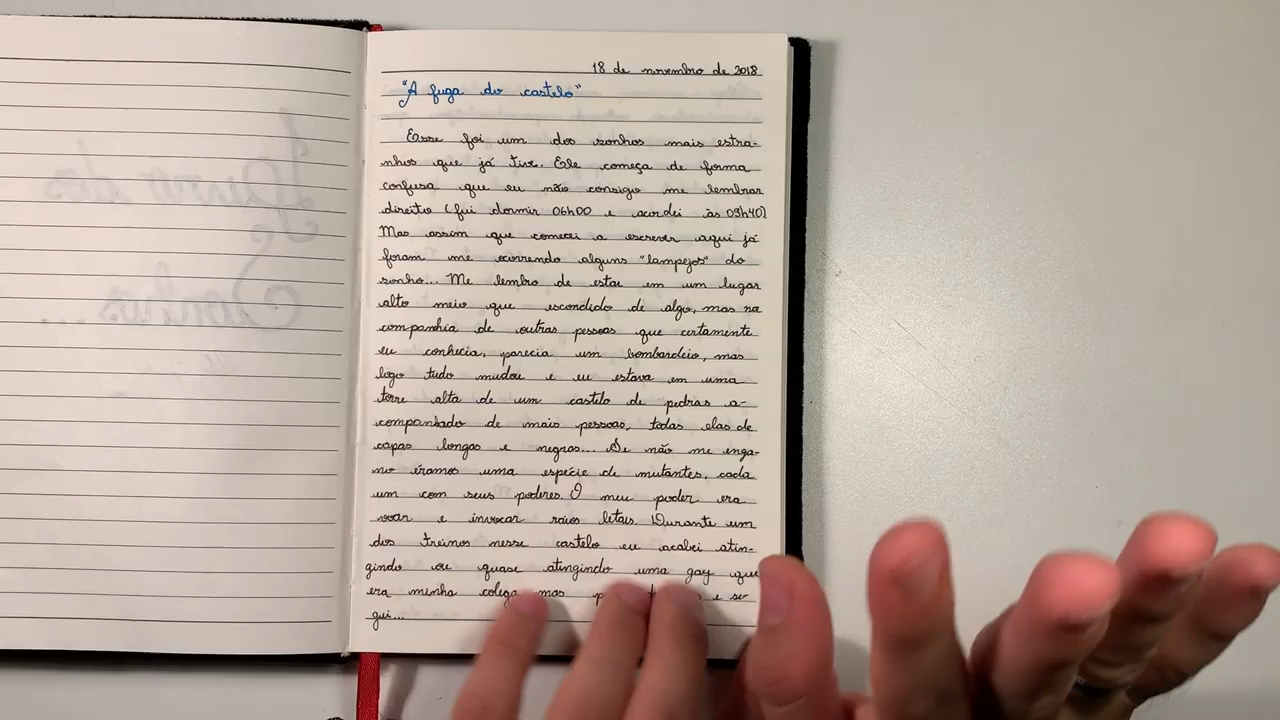 18 de novembro de 2018
"A fuga do castelo"
Esse foi um dos sonhos mais estra-
nhos que já tive. Ele começa de forma
confusa que eu não consigo me lembrar
direito (fui dormir 06h00 e acordei às 09h40)
Mas assim que comecei a escrever aqui já
foram me ocorrendo alguns "lampejos" do
sonho... Me lembro de estar em um lugar
alto meio que escondido de algo, mas na
companhia de outras pessoas que certamente
eu conhecia, parecia um bombardeio, mas
logo tudo mudou e eu estava em uma
torre alta de um castelo de pedras a-
companhado de mais pessoas, todas elas de
capas longas e negras... Se não me enga-
no éramos uma espécie de mutantes, cada
um com seus poderes. O meu poder era
voar e invocar raios letais. Durante um
dos treinos nesse castelo eu acabei atin-
gindo ou quase atingindo uma gay que
era minha colega mas e se
gui...
Livro dos
Sonhos...